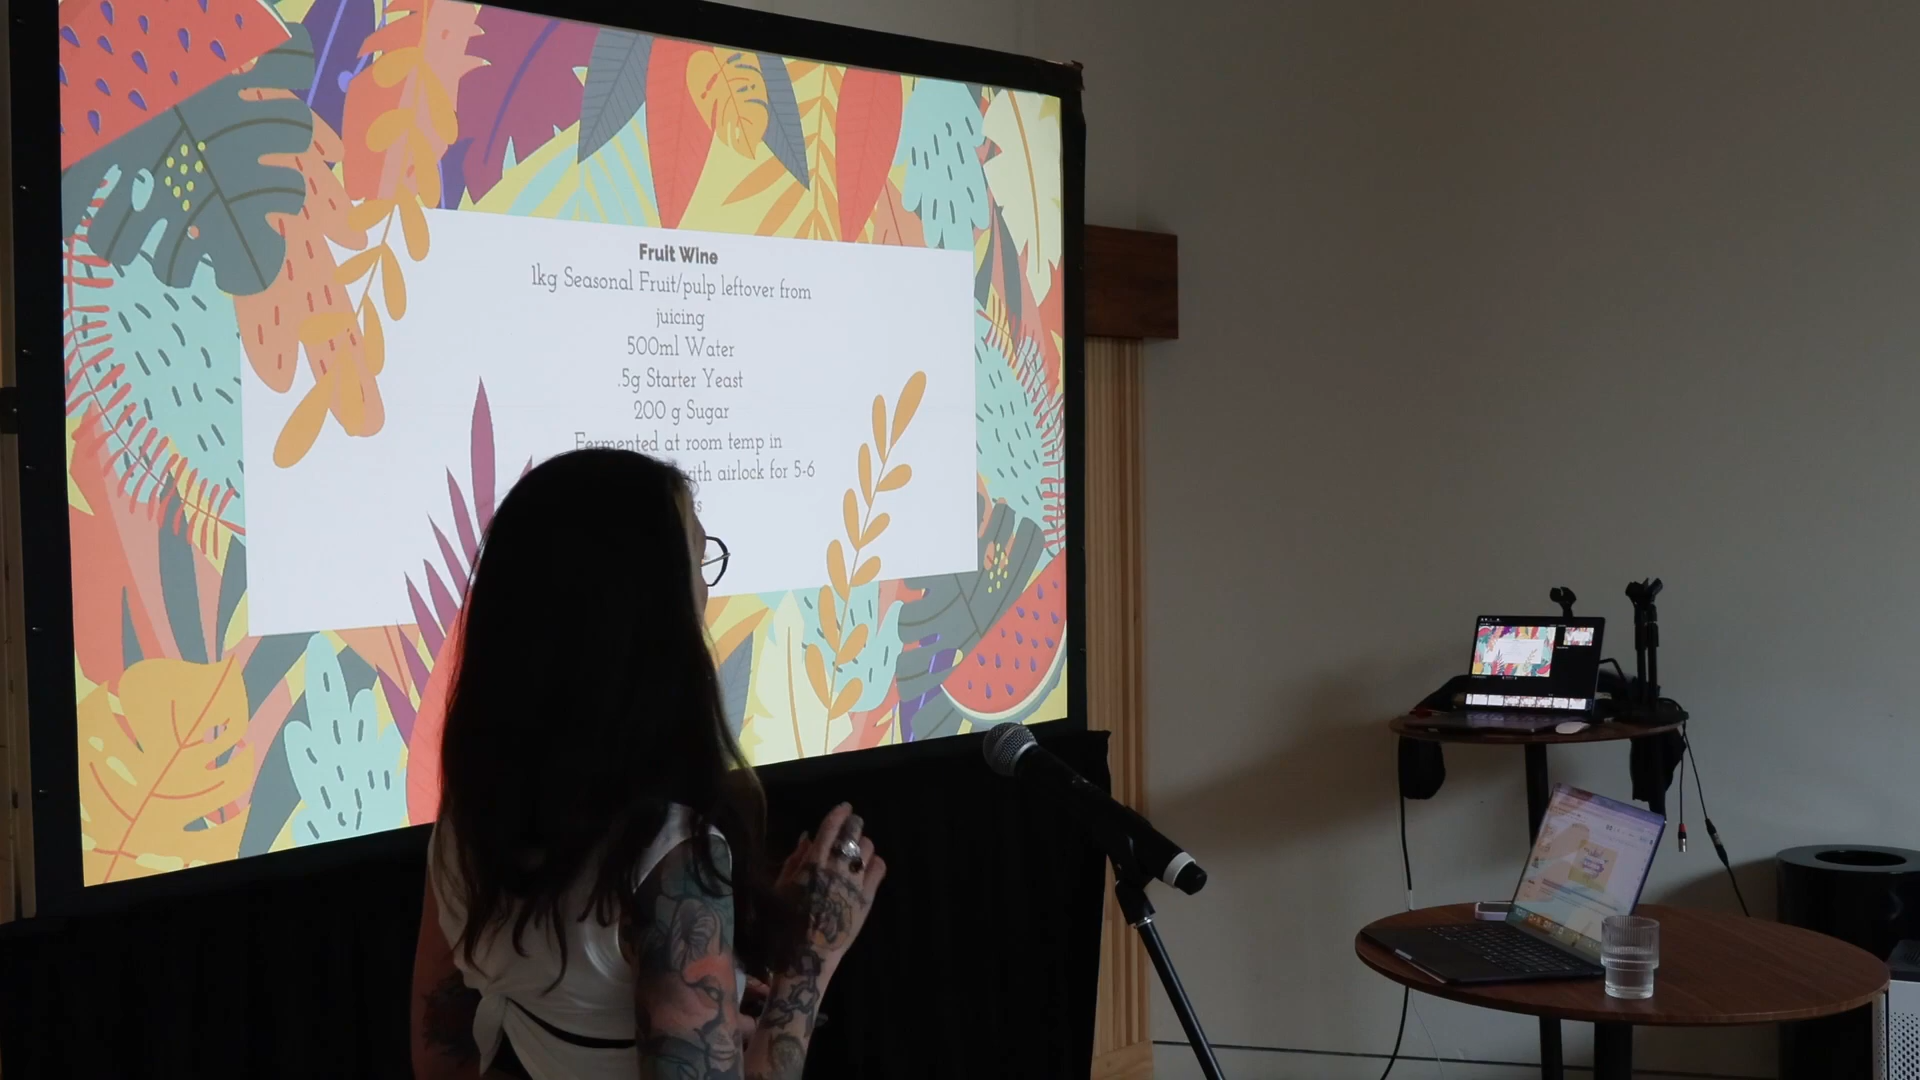 Fruit Wine
1kg Seasonal Fruit/pulp leftover from
juicing
500ml Water
.5g Starter Yeast
200 g Sugar
Fermented at room temp in
with airlock for 5-6